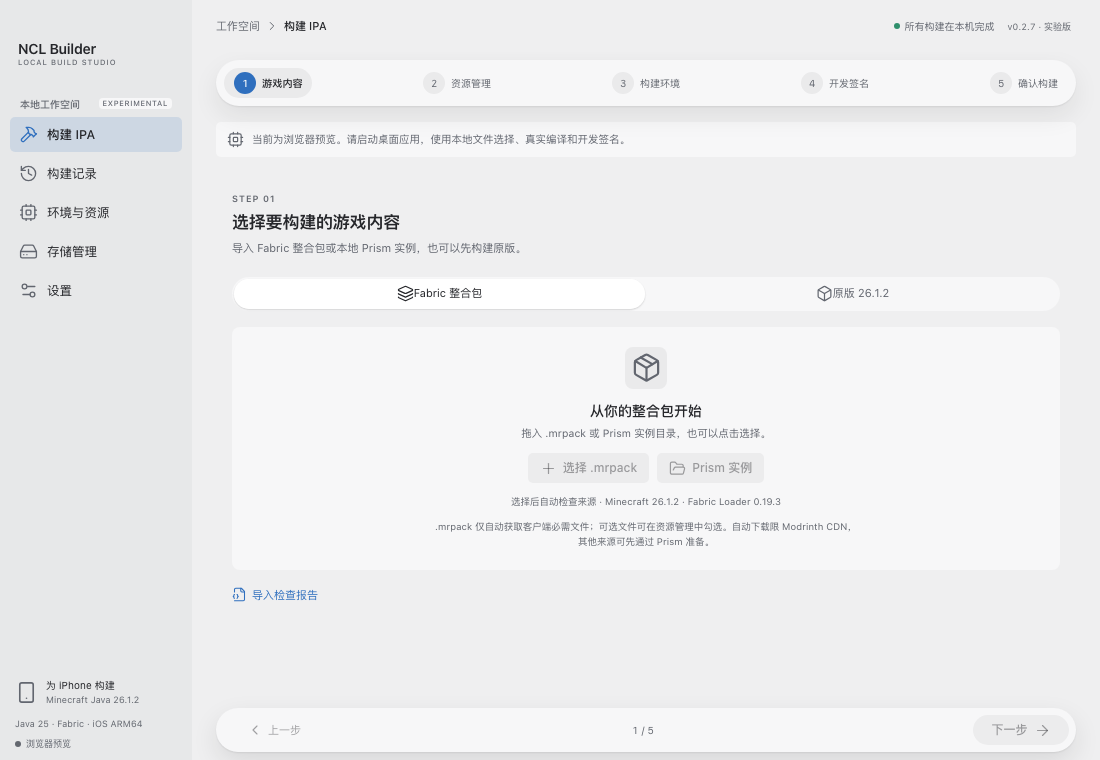 NCL Builder
LOCAL BUILD STUDIO
本地工作空间 EXPERIMENTAL
构建 IPA
构建记录
环境与资源
存储管理
设置
为 iPhone 构建
Minecraft Java 26.1.2
Java 25 · Fabric · iOS ARM64
浏览器预览
工作空间 > 构建 IPA
所有构建在本机完成 v0.2.7 · 实验版
1 游戏内容 2 资源管理 3 构建环境 4 开发签名 5 确认构建
当前为浏览器预览。请启动桌面应用，使用本地文件选择、真实编译和开发签名。
STEP 01
选择要构建的游戏内容
导入 Fabric 整合包或本地 Prism 实例，也可以先构建原版。
Fabric 整合包 原版 26.1.2
从你的整合包开始
拖入 .mrpack 或 Prism 实例目录，也可以点击选择。
选择 .mrpack Prism 实例
选择后自动检查来源 · Minecraft 26.1.2 · Fabric Loader 0.19.3
.mrpack 仅自动获取客户端必需文件；可选文件可在资源管理中勾选。自动下载限 Modrinth CDN，
其他来源可先通过 Prism 准备。
导入检查报告
上一步 1 / 5 下一步